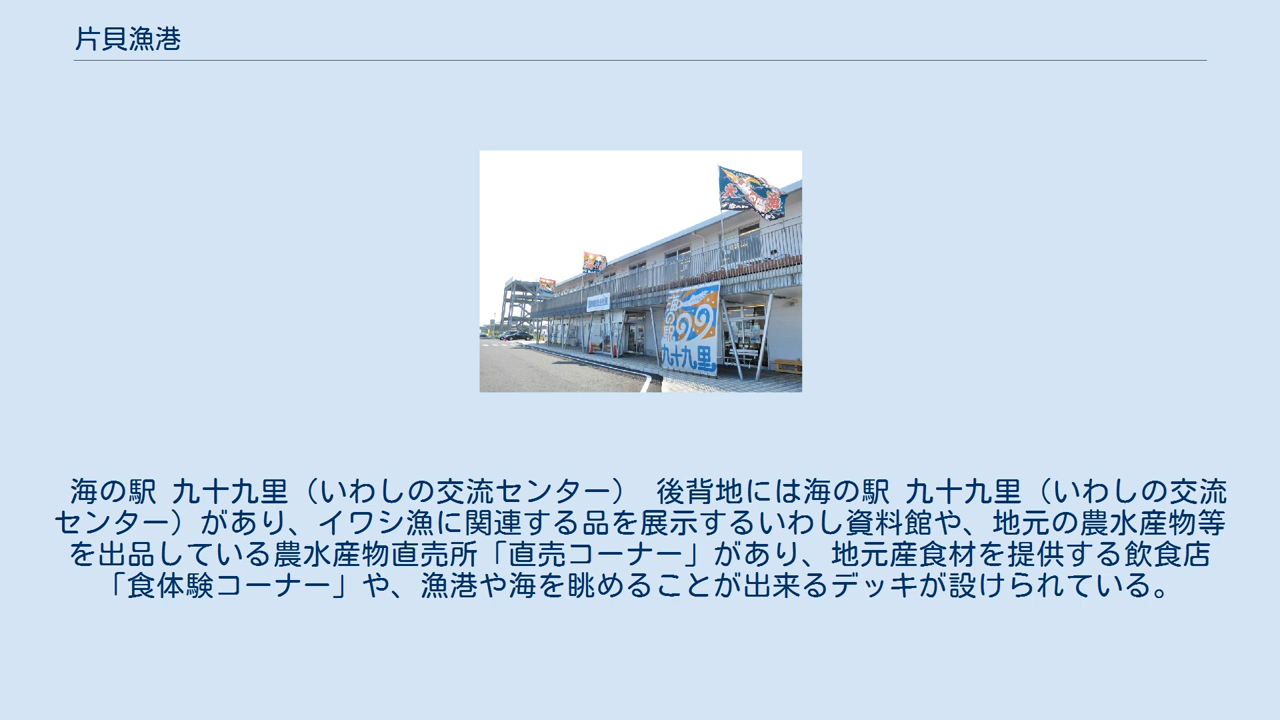 片貝漁港
海の駅
九十九里
海の駅 九十九里（いわしの交流センター） 後背地には海の駅 九十九里（いわしの交流
センター）があり、イワシ漁に関連する品を展示するいわし資料館や、地元の農水産物等
を出品している農水産物直売所「直売コーナー」があり、地元産食材を提供する飲食店
「食体験コーナー」や、漁港や海を眺めることが出来るデッキが設けられている。